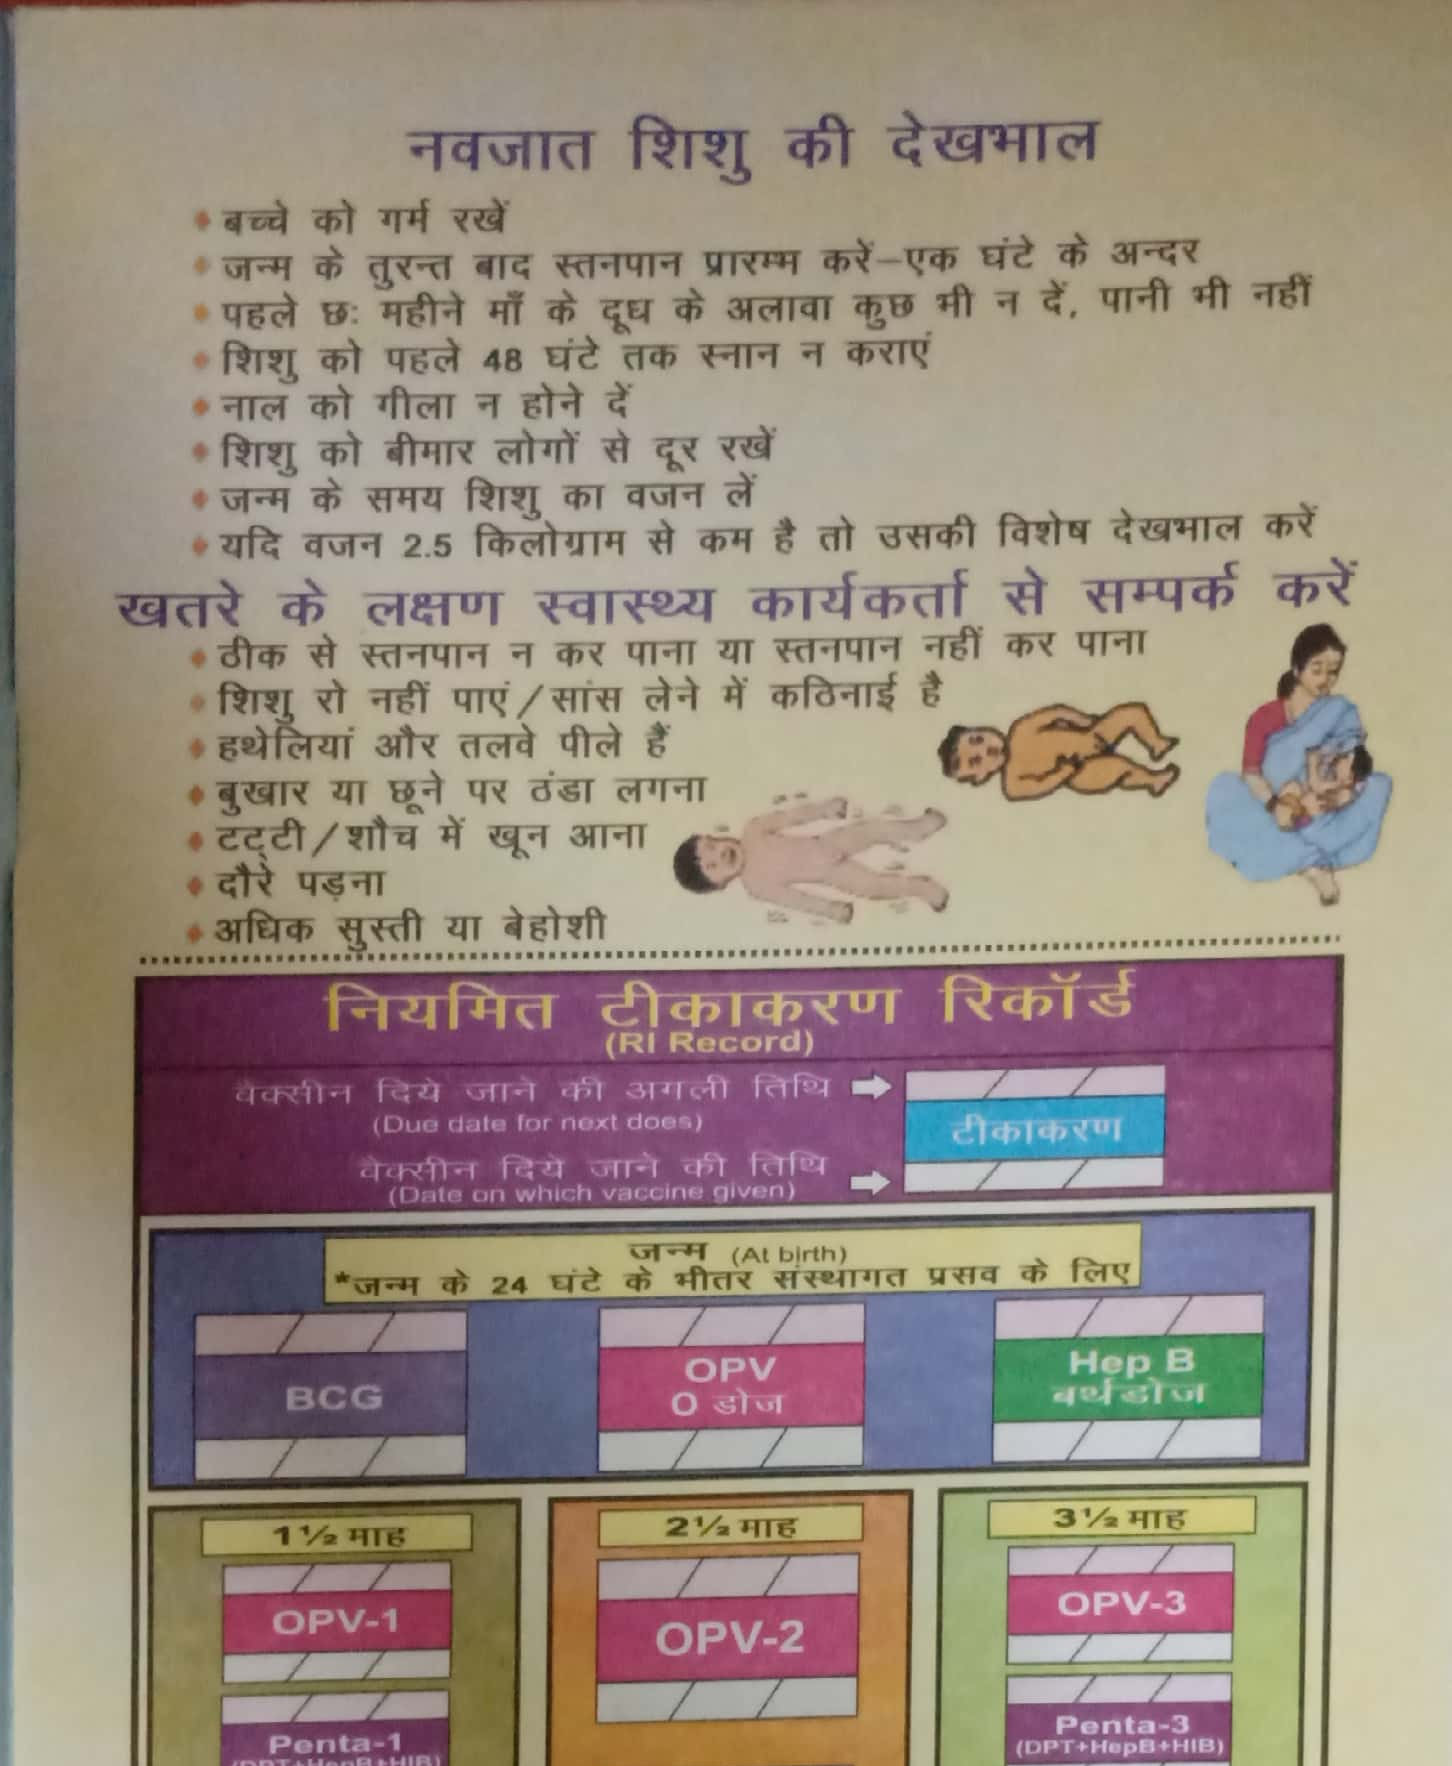 नवजात शिशु की देखभाल
बच्चे को गर्म रखें
जन्म के तुरन्त बाद स्तनपान प्रारम्भ करें–एक घंटे के अन्दर
पहले छः महीने माँ के दूध के अलावा कुछ भी न दें, पानी भी नहीं
शिशु को पहले 48 घंटे तक स्नान न कराएं
नाल को गीला न होने दें
शिशु को बीमार लोगों से दूर रखें
जन्म के समय शिशु का वजन लें
यदि वजन 2.5 किलोग्राम से कम है तो उसकी विशेष देखभाल करें
खतरे के लक्षण स्वास्थ्य कार्यकर्ता से सम्पर्क करें
ठीक से स्तनपान न कर पाना या स्तनपान नहीं कर पाना
शिशु रो नहीं पाएं/सांस लेने में कठिनाई है
हथेलियां और तलवे पीले हैं
बुखार या छूने पर ठंडा लगना
टट्टी/शौच में खून आना
दौरे पड़ना
अधिक सुस्ती या बेहोशी
नियमित टीकाकरण रिकॉर्ड
(RI Record)
वैक्सीन दिये जाने की अगली तिथि
(Due date for next does)
टीकाकरण
वैक्सीन दिये जाने की तिथि
(Date on which vaccine given)
जन्म (At birth)
*जन्म के 24 घंटे के भीतर संस्थागत प्रसव के लिए
BCG
OPV
0 डोज
Hep B
बर्थडोज
1½ माह
2½ माह
3½ माह
OPV-1
OPV-2
OPV-3
Penta-1
(DPT+HepB+HIB)
Penta-3
(DPT+HepB+HIB)